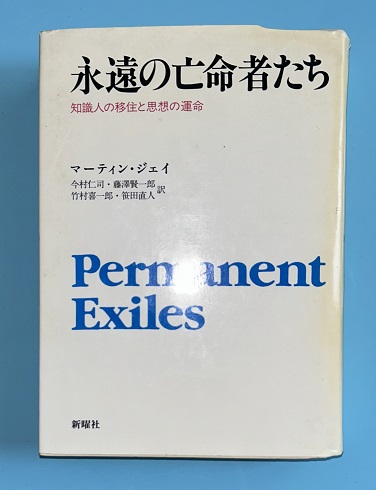 永遠の亡命者たち
知識人の移住と思想の運命
マーティン・ジェイ
今村仁司・藤澤賢一郎
竹村喜一郎・笹田直人 訳
Permanent
Exiles
新曜社